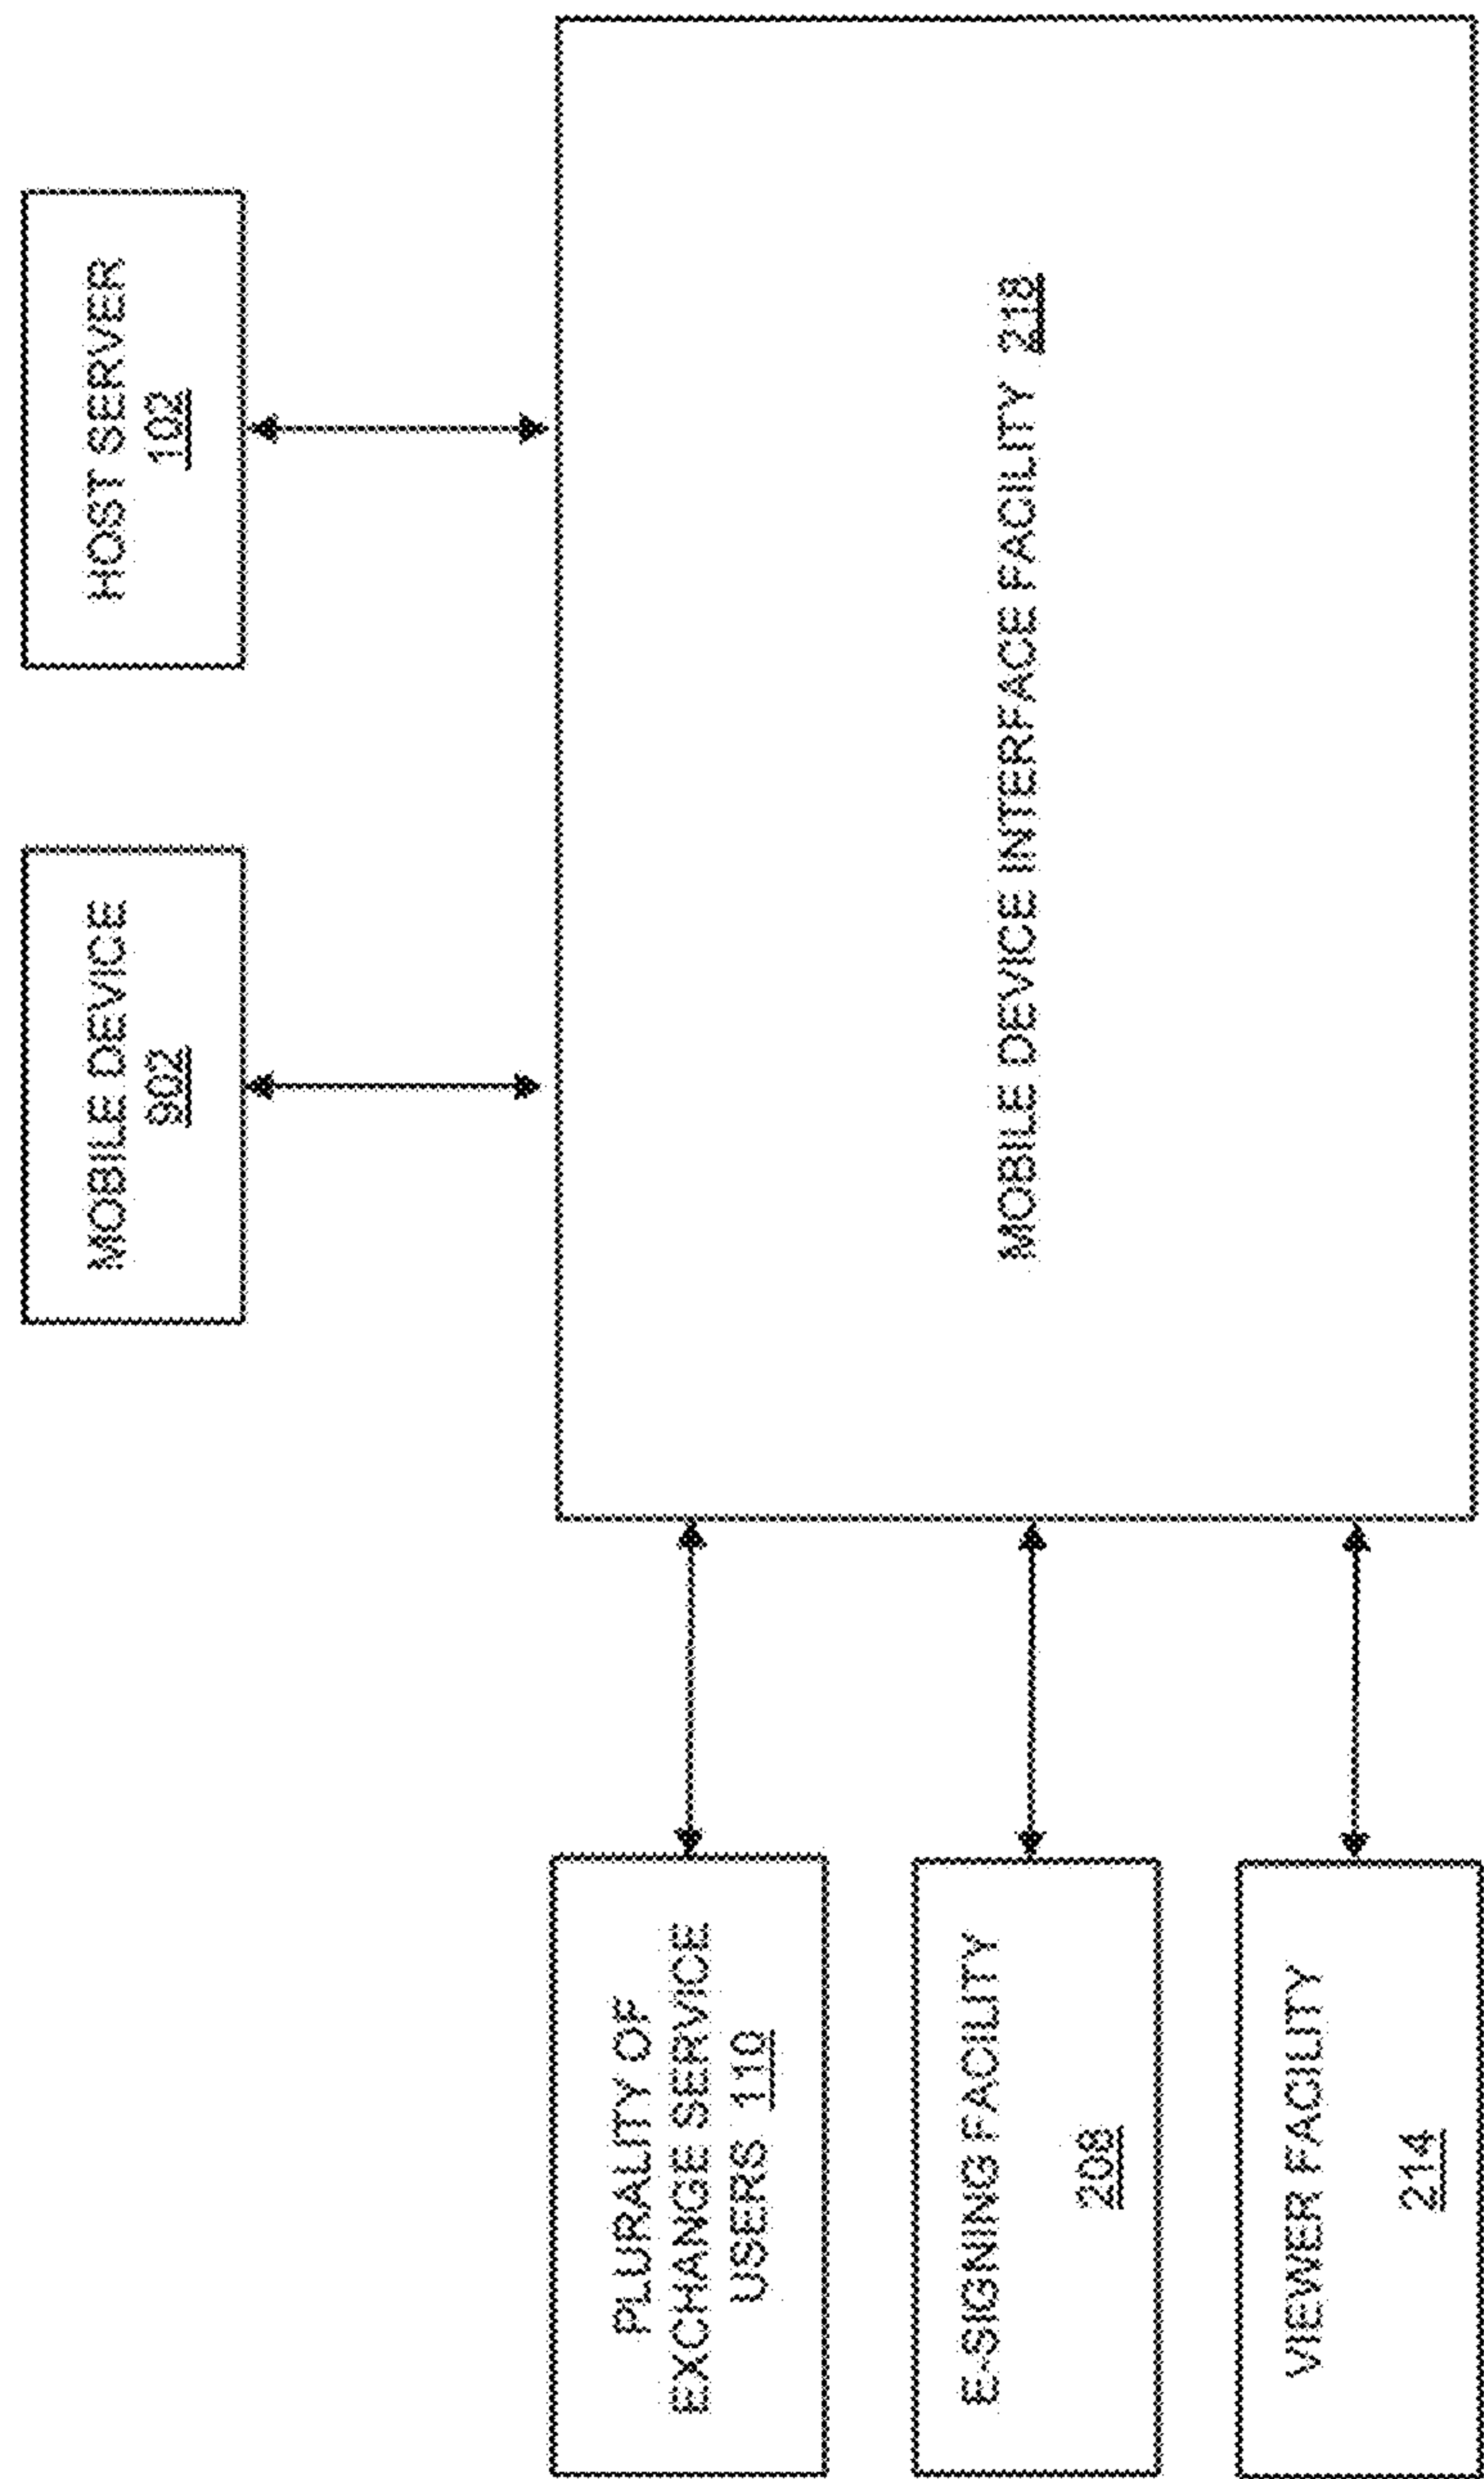 MOBILE DEVICE
902
HOST SERVER
102
PLURALITY OF
EXCHANGE SERVICE
USERS 110
E-SIGNING FACILITY
208
VIEWER FACILITY
214
MOBILE DEVICE INTERFACE FACILITY 218